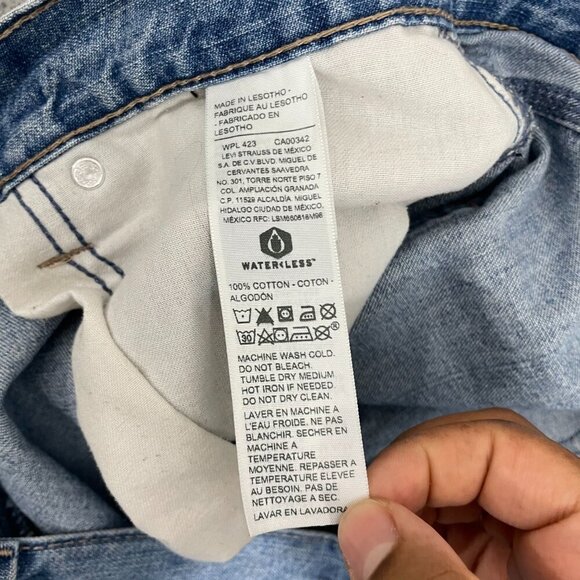 MADE IN LESOTHO -
FABRIQUE AU LESOTHO
- FABRICADO EN
LESOTHO
WPL 423 CA00342
LEVI STRAUSS DE MÉXICO
S.A. DE C.V. BLVD. MIGUEL DE
CERVANTES SAAVEDRA
NO. 301, TORRE NORTE PISO 7
COL. AMPLIACIÓN GRANADA
C.P. 11529 ALCALDÍA. MIGUEL
HIDALGO CIUDAD DE MÉXICO,
MÉXICO RFC: LSM860618M98
WATER<LESS™
100% COTTON - COTON -
ALGODÓN
30
MACHINE WASH COLD.
DO NOT BLEACH.
TUMBLE DRY MEDIUM
HOT IRON IF NEEDED
DO NOT DRY CLEAN.
LAVER EN MACHINE A
L'EAU FROIDE. NE PAS
BLANCHIR. SECHER EN
MACHINE A
TEMPERATURE
MOYENNE. REPASSER A
TEMPERATURE ELEVEE
AU BESOIN. PAS DE
NETTOYAGE A SEC.
LAVAR EN LAVADORA